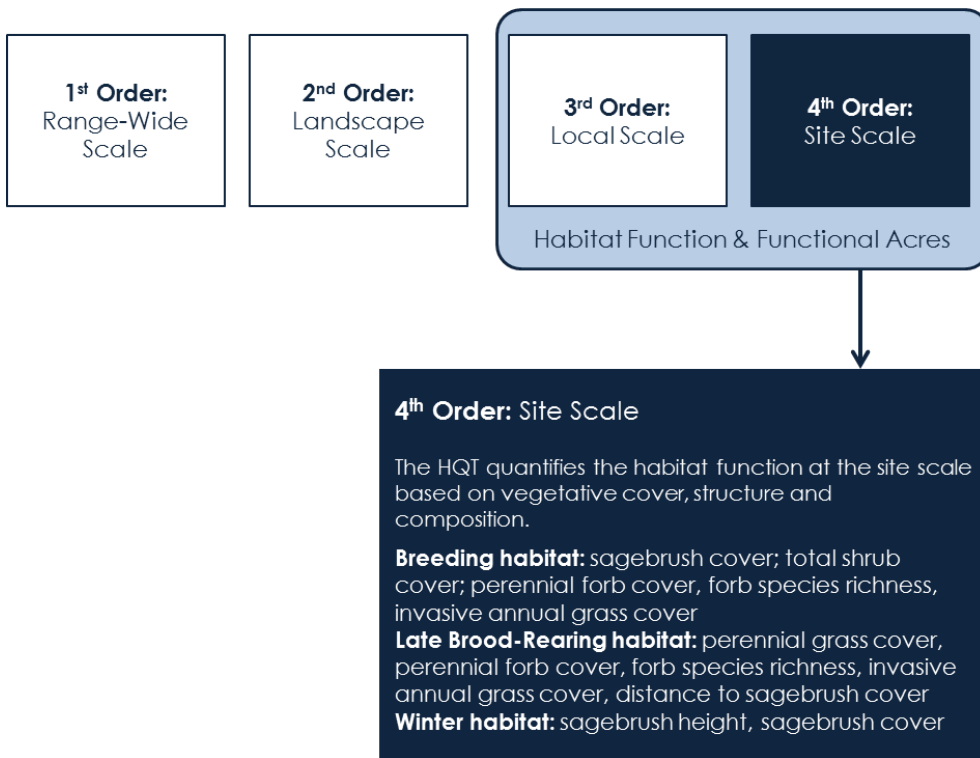 1st Order:
Range-Wide
Scale
2nd Order:
Landscape
Scale
3rd Order:
Local Scale
4th Order:
Site Scale
Habitat Function & Functional Acres
4th Order: Site Scale
The HQT quantifies the habitat function at the site scale
based on vegetative cover, structure and
composition.
Breeding habitat: sagebrush cover; total shrub
cover; perennial forb cover, forb species richness,
invasive annual grass cover
Late Brood-Rearing habitat: perennial grass cover,
perennial forb cover, forb species richness, invasive
annual grass cover, distance to sagebrush cover
Winter habitat: sagebrush height, sagebrush cover